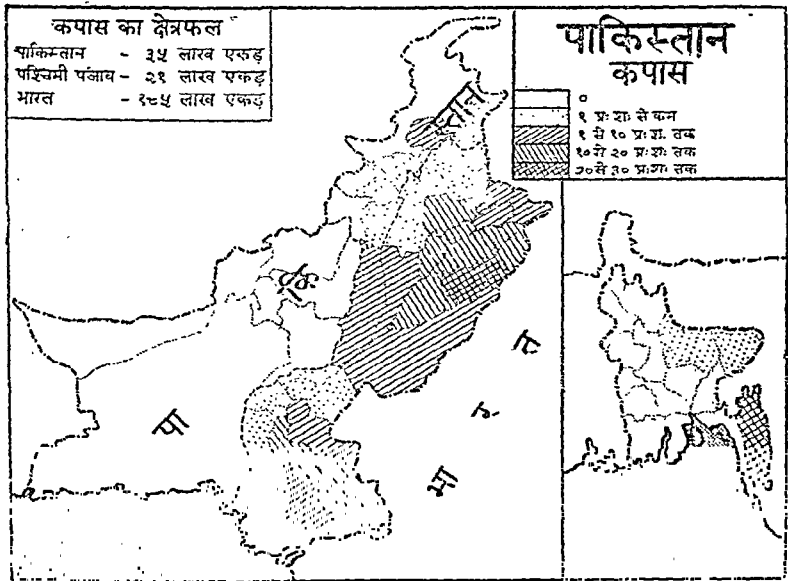 कपास का क्षेत्रफल
पाकिस्तान - ३५ लाख एकड़
पश्चिमी पंजाब - २१ लाख एकड़
भारत - १८५ लाख एकड़
पाकिस्तान
कपास
०
१ प्र: श: से कम
१ से १० प्र: श. तक
१० से २० प्र: श: तक
२० से ३० प्र: श: तक
पा
कि
स्तान
भा
र
त